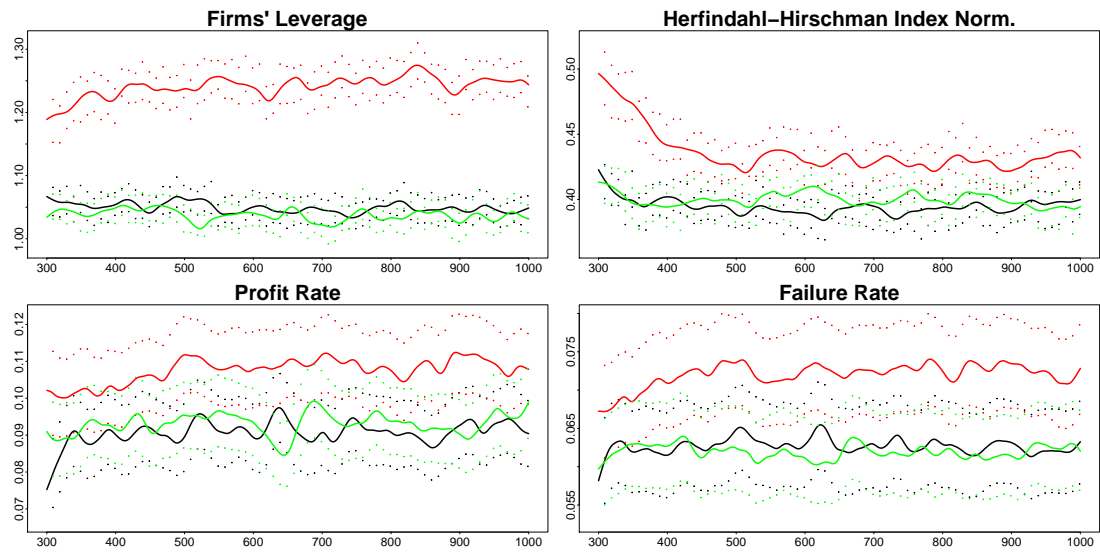 Firms' Leverage
1.30
1.20
1.10
1.00
300 400 500 600 700 800 900 1000
Herfindahl−Hirschman Index Norm.
0.50
0.45
0.40
300 400 500 600 700 800 900 1000
Profit Rate
0.12
0.11
0.10
0.09
0.08
0.07
300 400 500 600 700 800 900 1000
Failure Rate
0.075
0.065
0.055
300 400 500 600 700 800 900 1000